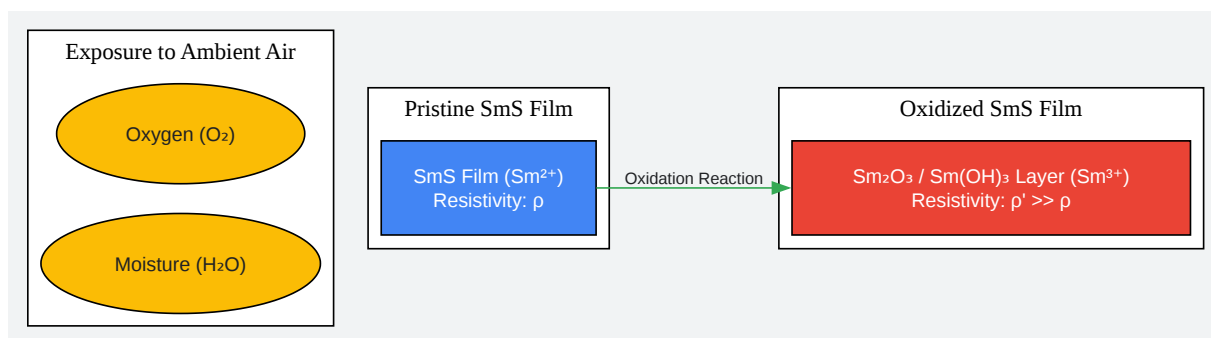 Exposure to Ambient Air
Oxygen (O₂)
Moisture (H₂O)
Pristine SmS Film
SmS Film (Sm²⁺)
Resistivity: ρ
Oxidation Reaction
Oxidized SmS Film
Sm₂O₃ / Sm(OH)₃ Layer (Sm³⁺)
Resistivity: ρ' >> ρ